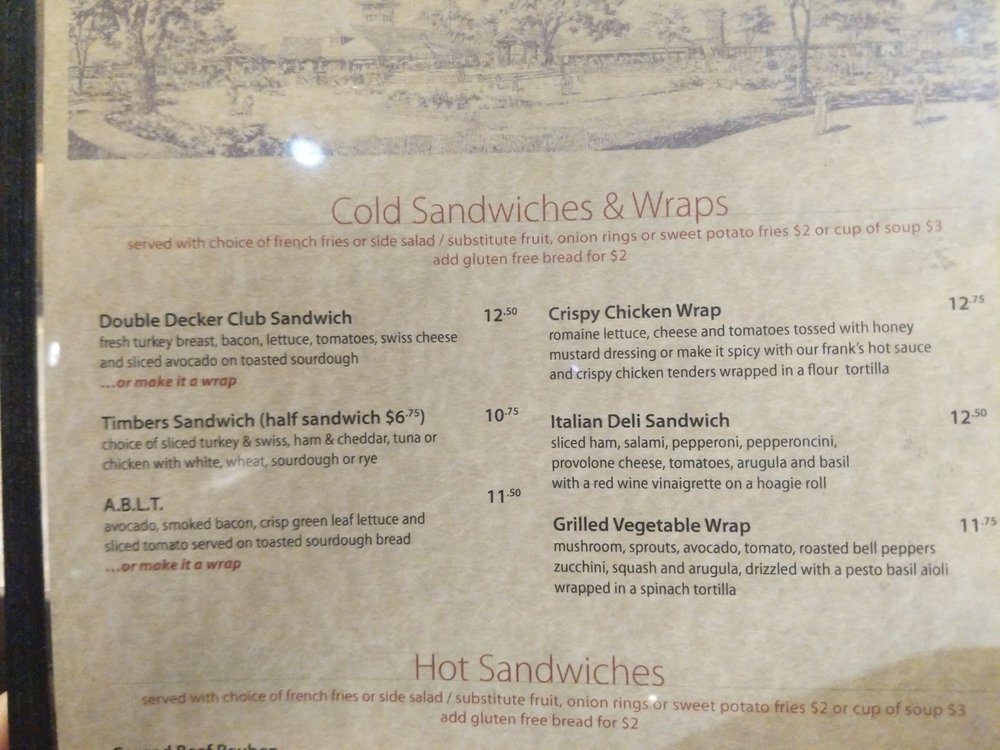 Cold Sandwiches & Wraps
served with choice of french fries or side salad / substitute fruit, onion rings or sweet potato fries $2 or cup of soup $3
add gluten free bread for $2
Double Decker Club Sandwich 12.50
fresh turkey breast, bacon, lettuce, tomatoes, swiss cheese
and sliced avocado on toasted sourdough
...or make it a wrap
Timbers Sandwich (half sandwich $6.75) 10.75
choice of sliced turkey & swiss, ham & cheddar, tuna or
chicken with white, wheat, sourdough or rye
A.B.L.T. 11.50
avocado, smoked bacon, crisp green leaf lettuce and
sliced tomato served on toasted sourdough bread
...or make it a wrap
Crispy Chicken Wrap 12.75
romaine lettuce, cheese and tomatoes tossed with honey
mustard dressing or make it spicy with our frank's hot sauce
and crispy chicken tenders wrapped in a flour tortilla
Italian Deli Sandwich 12.50
sliced ham, salami, pepperoni, pepperoncini,
provolone cheese, tomatoes, arugula and basil
with a red wine vinaigrette on a hoagie roll
Grilled Vegetable Wrap 11.75
mushroom, sprouts, avocado, tomato, roasted bell peppers
zucchini, squash and arugula, drizzled with a pesto basil aioli
wrapped in a spinach tortilla
Hot Sandwiches
served with choice of french fries or side salad / substitute fruit, onion rings or sweet potato fries $2 or cup of soup $3
add gluten free bread for $2